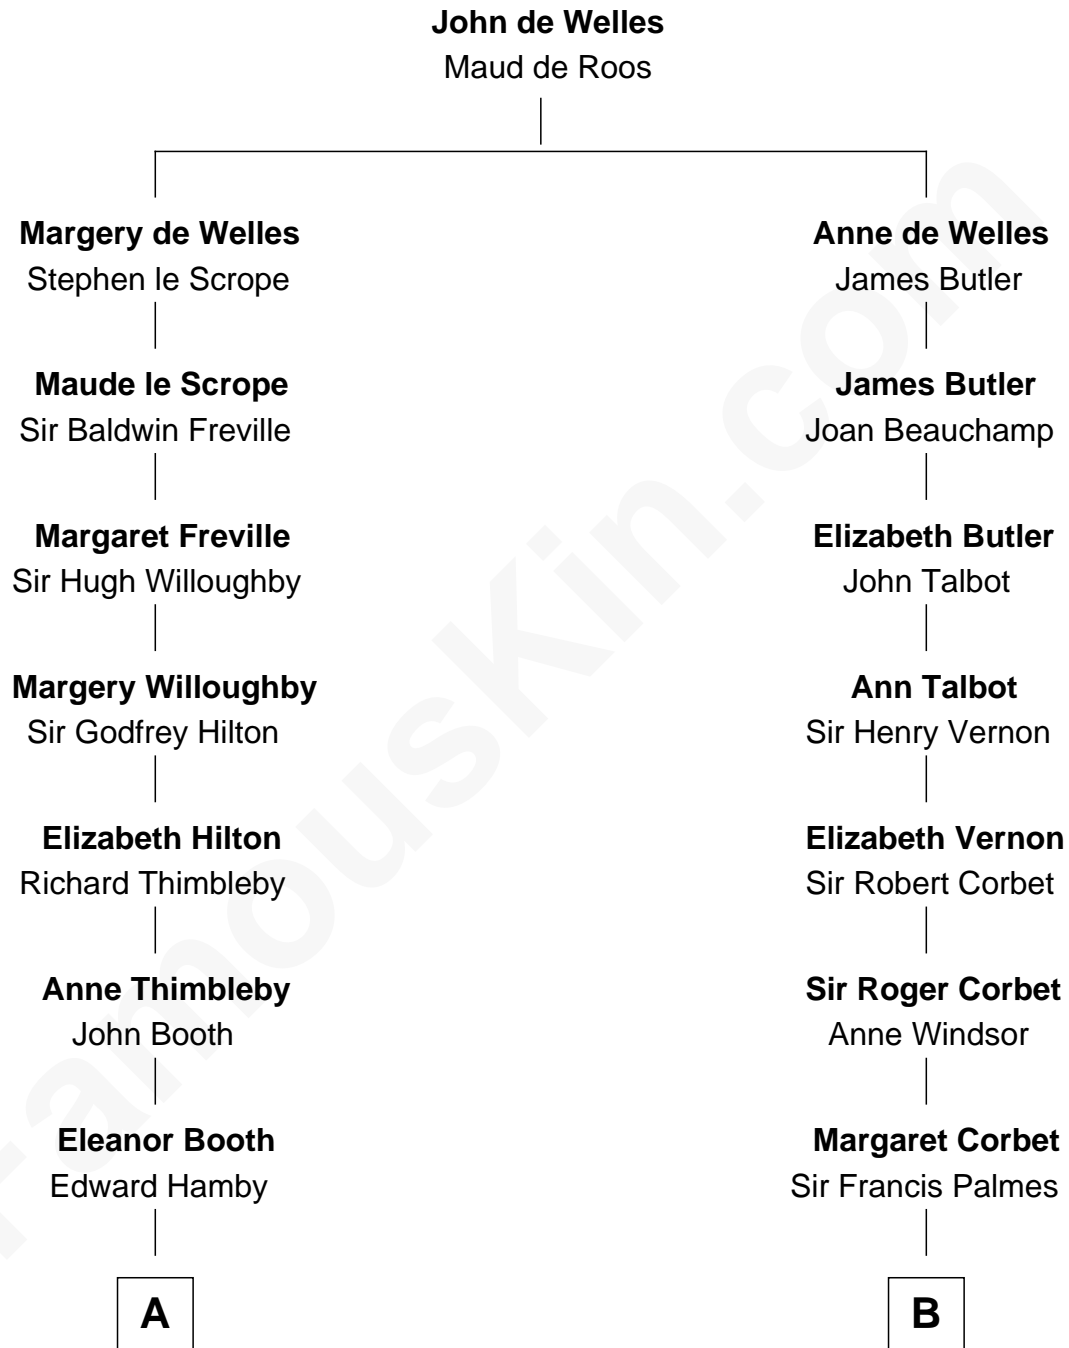 John de Welles
Maud de Roos
Margery de Welles
Stephen le Scrope
Anne de Welles
James Butler
Maude le Scrope
Sir Baldwin Freville
James Butler
Joan Beauchamp
Margaret Freville
Sir Hugh Willoughby
Elizabeth Butler
John Talbot
Margery Willoughby
Sir Godfrey Hilton
Ann Talbot
Sir Henry Vernon
Elizabeth Hilton
Richard Thimbleby
Elizabeth Vernon
Sir Robert Corbet
Anne Thimbleby
John Booth
Sir Roger Corbet
Anne Windsor
Eleanor Booth
Edward Hamby
Margaret Corbet
Sir Francis Palmes
A
B
FamousKin.com